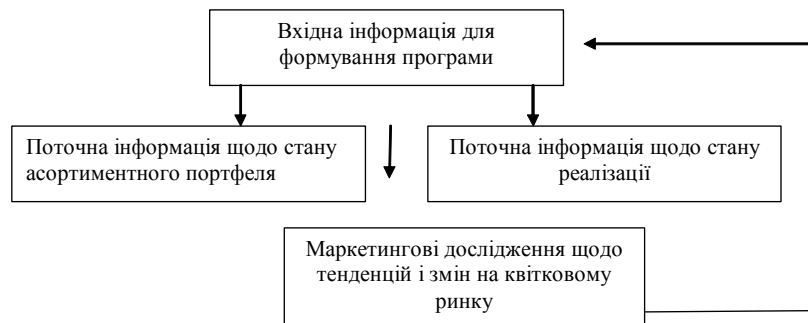 Вхідна інформація для
формування програми
Поточна інформація щодо стану
асортиментного портфеля
Поточна інформація щодо стану
реалізації
Маркетингові дослідження щодо
тенденцій і змін на квітковому
ринку